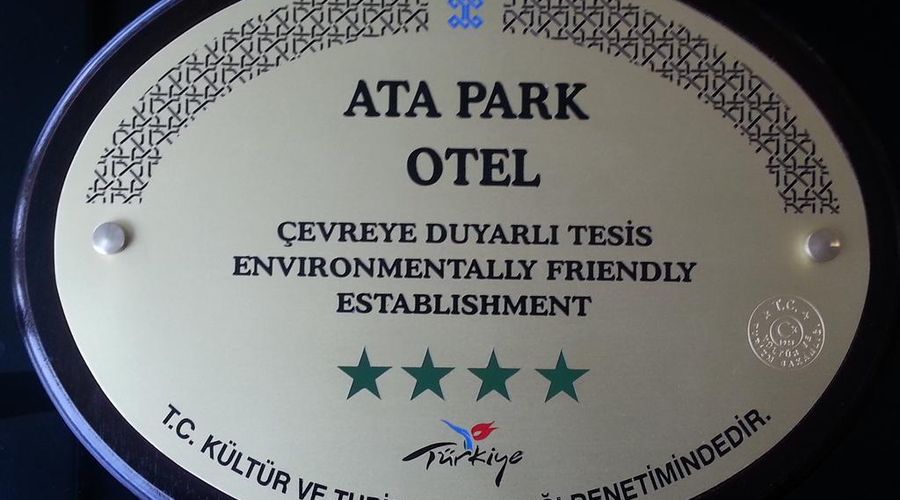 ATA PARK
OTEL
ÇEVREYE DUYARLI TESİS
ENVIRONMENTALLY FRIENDLY
ESTABLISHMENT
T.C.
Türkiye
T.C. KÜLTÜR VE DENETİMİNDEDİR.